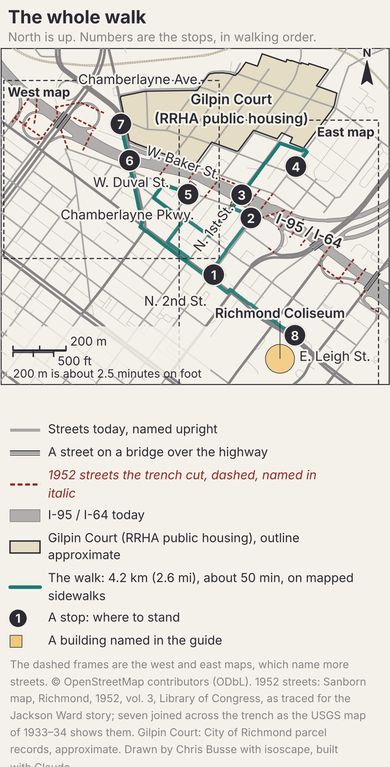 The whole walk
North is up. Numbers are the stops, in walking order.
N
Chamberlayne Ave.
West map
Gilpin Court
(RRHA public housing)
East map
7
W. Baker St.
6
4
W. Duval St.
5
3
Chamberlayne Pkwy.
2
N. 1st St.
I-95 / I-64
1
N. 2nd St.
Richmond Coliseum
8
200 m
E. Leigh St.
500 ft
200 m is about 2.5 minutes on foot
Streets today, named upright
A street on a bridge over the highway
1952 streets the trench cut, dashed, named in
italic
I-95 / I-64 today
Gilpin Court (RRHA public housing), outline
approximate
The walk: 4.2 km (2.6 mi), about 50 min, on mapped
sidewalks
1 A stop: where to stand
A building named in the guide
The dashed frames are the west and east maps, which name more
streets. © OpenStreetMap contributors (ODbL). 1952 streets: Sanborn
map, Richmond, 1952, vol. 3, Library of Congress, as traced for the
Jackson Ward story; seven joined across the trench as the USGS map
of 1933–34 shows them. Gilpin Court: City of Richmond parcel
records, approximate. Drawn by Chris Busse with isoscape, built
with Claude.